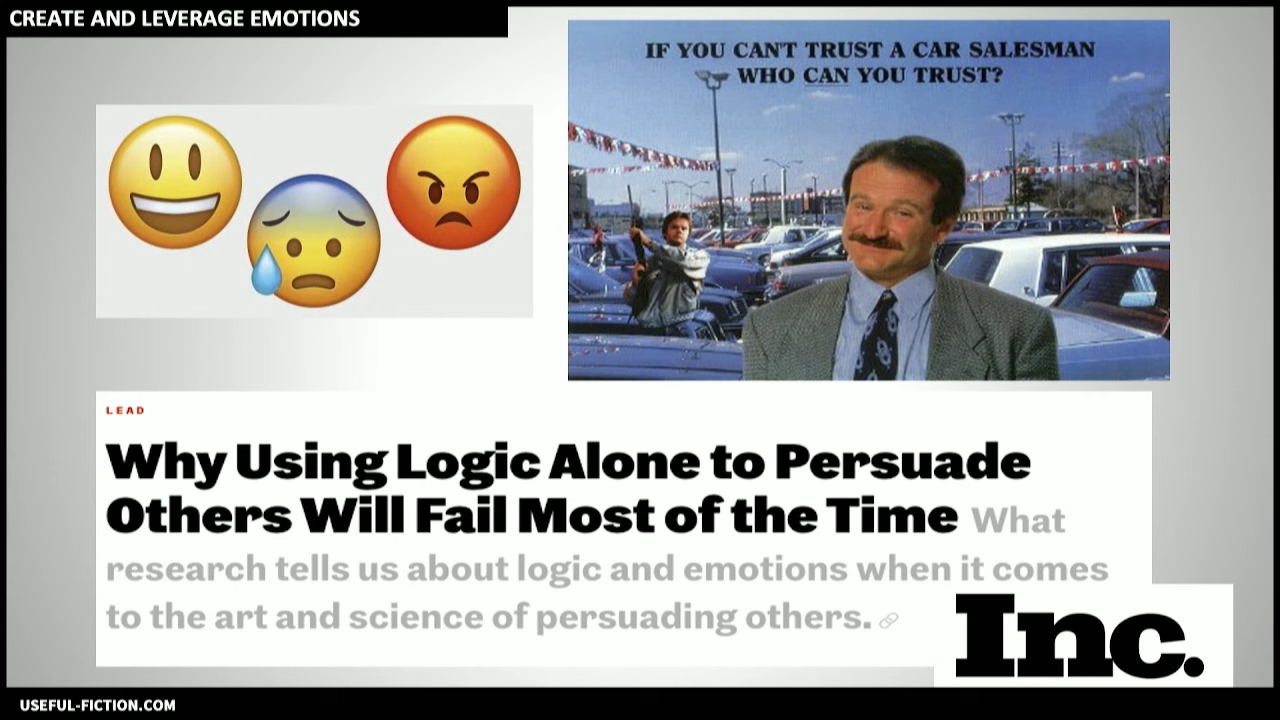 CREATE AND LEVERAGE EMOTIONS
IF YOU CAN'T TRUST A CAR SALESMAN
WHO CAN YOU TRUST?
LEAD
Why Using Logic Alone to Persuade
Others Will Fail Most of the Time What
research tells us about logic and emotions when it comes
to the art and science of persuading others.
Inc.
USEFUL-FICTION.COM